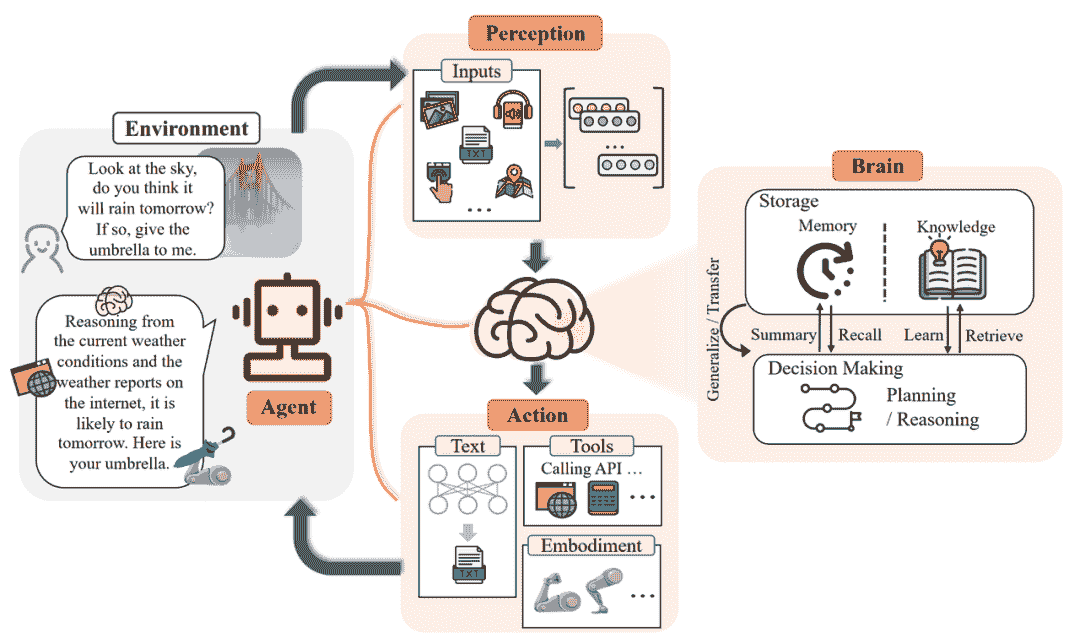 Perception
Inputs
TXT
...
...
Environment
Look at the sky,
do you think it
will rain tomorrow?
If so, give the
umbrella to me.
Reasoning from
the current weather
conditions and the
weather reports on
the internet, it is
likely to rain
tomorrow. Here is
your umbrella.
Agent
Brain
Storage
Memory
Knowledge
Generalize / Transfer
Summary
Recall
Learn
Retrieve
Decision Making
Planning
/ Reasoning
Action
Text
TXT
Tools
Calling API ...
...
Embodiment
...